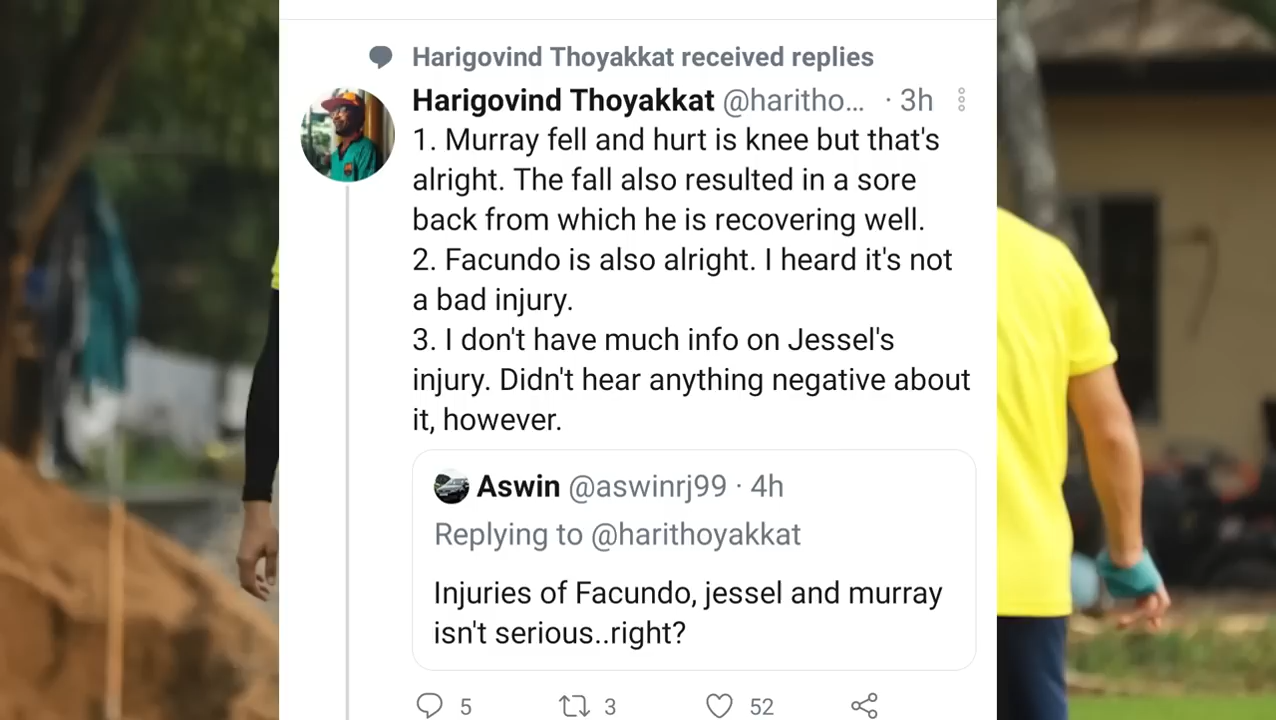 Harigovind Thoyakkat received replies
Harigovind Thoyakkat @haritho... · 3h
1. Murray fell and hurt is knee but that's
alright. The fall also resulted in a sore
back from which he is recovering well.
2. Facundo is also alright. I heard it's not
a bad injury.
3. I don't have much info on Jessel's
injury. Didn't hear anything negative about
it, however.
Aswin @aswinrj99 · 4h
Replying to @harithoyakkat
Injuries of Facundo, jessel and murray
isn't serious..right?
5 3 52